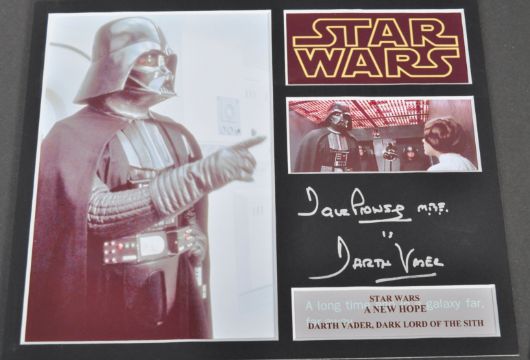 STAR
WARS
Dave Prowse M.B.E.
is
DARTH VADER
A long time ago in a galaxy far,
far away
STAR WARS
A NEW HOPE
DARTH VADER, DARK LORD OF THE SITH